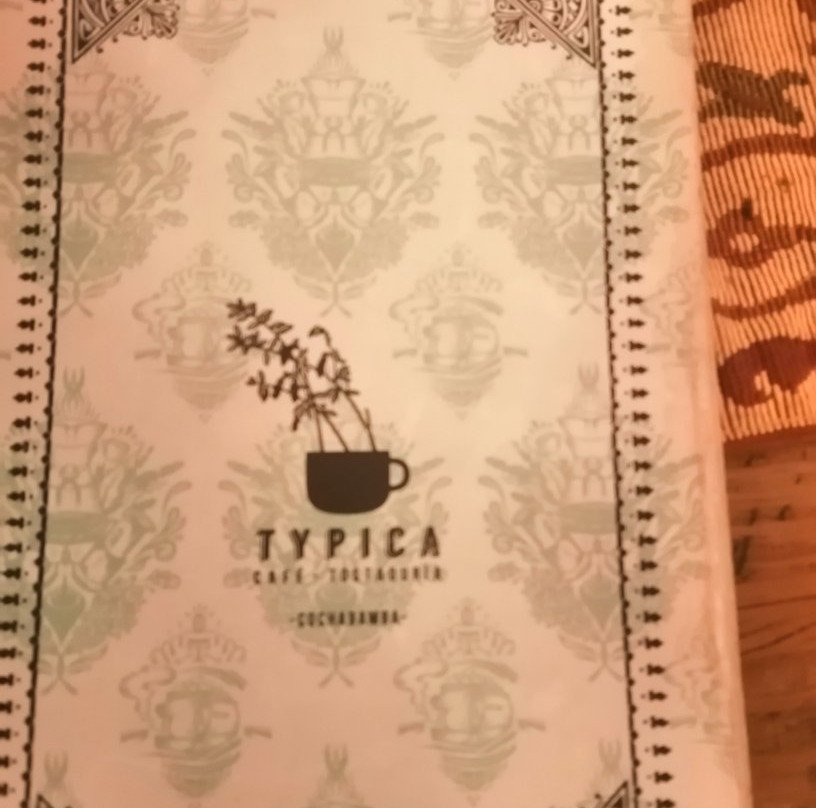 TYPICA
CAFÉ - TOSTADURÍA
-COCHABAMBA-